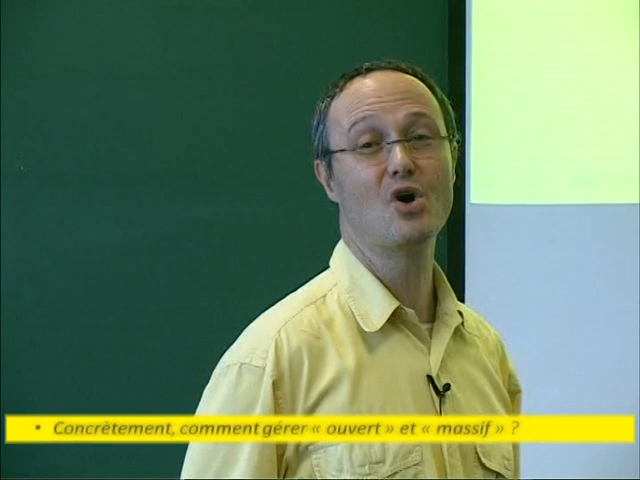 • Concrètement, comment gérer « ouvert » et « massif » ?